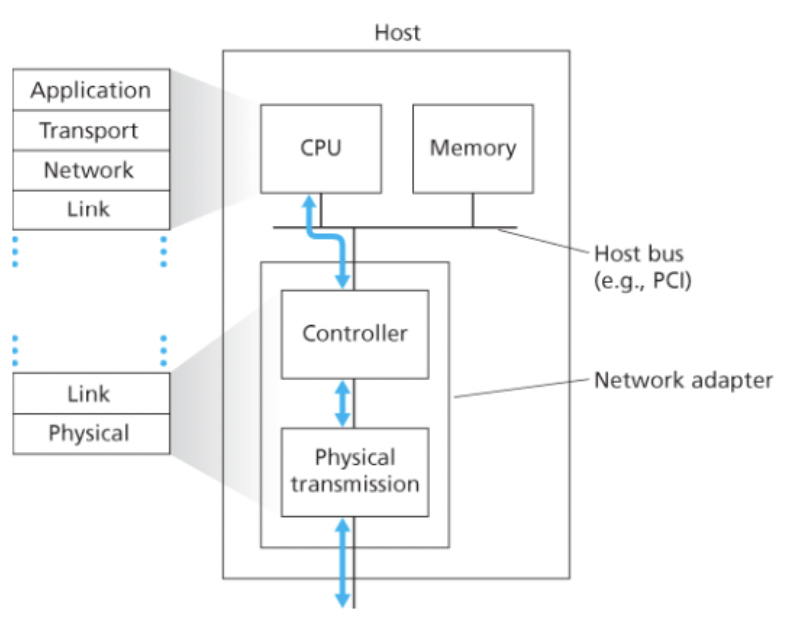 Host
Application
Transport
Network
Link
CPU
Memory
Host bus
(e.g., PCI)
Controller
Network adapter
Link
Physical
Physical
transmission